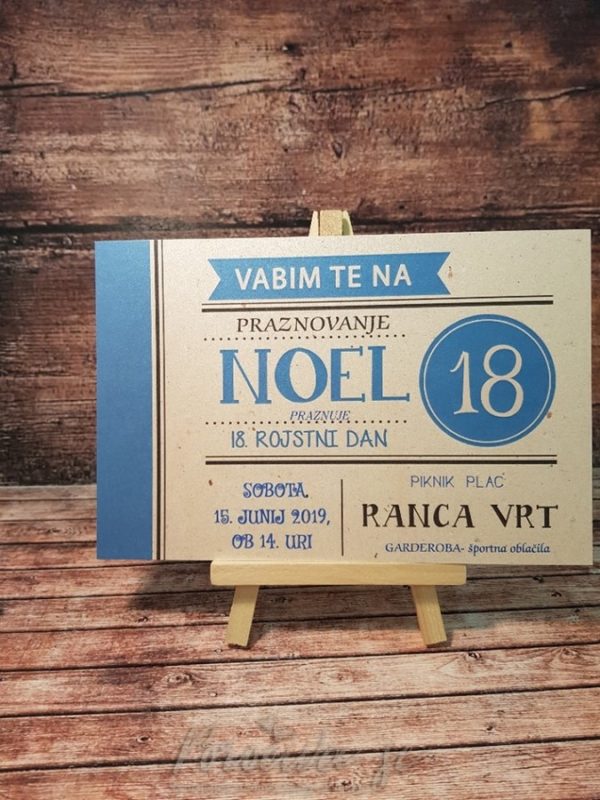 VABIM TE NA
PRAZNOVANJE
NOEL
18
PRAZNUJE
18. ROJSTNI DAN
SOBOTA,
15. JUNIJ 2019,
OB 14. URI
PIKNIK PLAC
RANCA VRT
GARDEROBA- športna oblačila